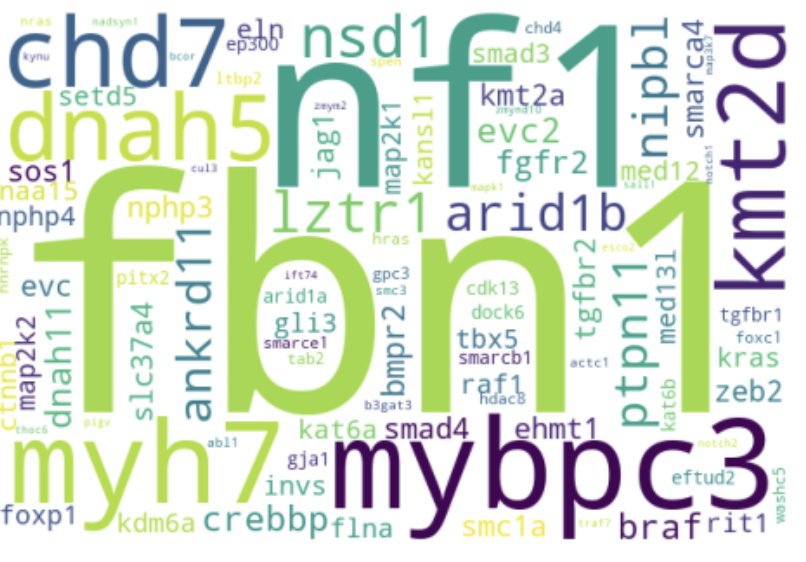 nras
nadsyn1
eln
ep300
chd7
kynu
bcor
nsd1
chd4
smad3
spen
ltbp2
setd5
dnah5
nf1
zmym2
jag1
map2k1
kansl1
kmt2a
zmynd10
evc2
fgfr2
nipbl
smarca4
map3k7
notch1
kmt2d
med12
sall1
mapk1
sos1
cul3
naa15
nphp4
nphp3
lztr1
arid1b
fbn1
hras
esco2
hnrnpk
evc
pitx2
ankrd11
ift74
gpc3
smc3
arid1a
gli3
smarce1
tab2
bmpr2
cdk13
dock6
tbx5
smarcb1
raf1
hdac8
actc1
tgfbr2
ptpn11
med13l
kat6b
tgfbr1
foxc1
kras
zeb2
ctnnb1
map2k2
dnah11
slc37a4
b3gat3
pigv
thoc6
myh7
abl1
kat6a
smad4
ehmt1
gja1
invs
mybpc3
notch2
eftud2
washc5
foxp1
kdm6a
crebbp
flna
smc1a
traf7
braf
rit1